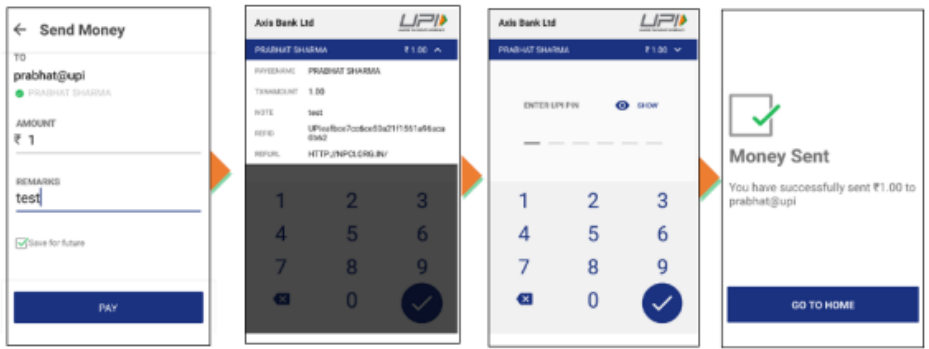 ← Send Money
TO
prabhat@upi
PRABHAT SHARMA
AMOUNT
₹ 1
REMARKS
test
Save for future
PAY
Axis Bank Ltd UPI
PRABHAT SHARMA ₹ 1.00
PAYEENAME PRABHAT SHARMA
TXNAMOUNT 1.00
NOTE test
REFID
REFURL HTTP://NPCI.ORG.IN/
1 2 3
4 5 6
7 8 9
0
Axis Bank Ltd UPI
PRABHAT SHARMA ₹ 1.00
ENTER UPI PIN SHOW
1 2 3
4 5 6
7 8 9
0
Money Sent
You have successfully sent ₹1.00 to
prabhat@upi
GO TO HOME